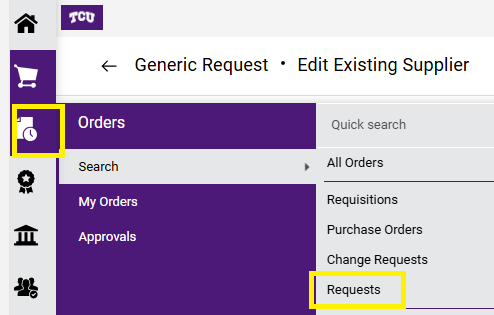 TCU
← Generic Request • Edit Existing Supplier
Orders
Quick search
Search
All Orders
My Orders
Requisitions
Approvals
Purchase Orders
Change Requests
Requests